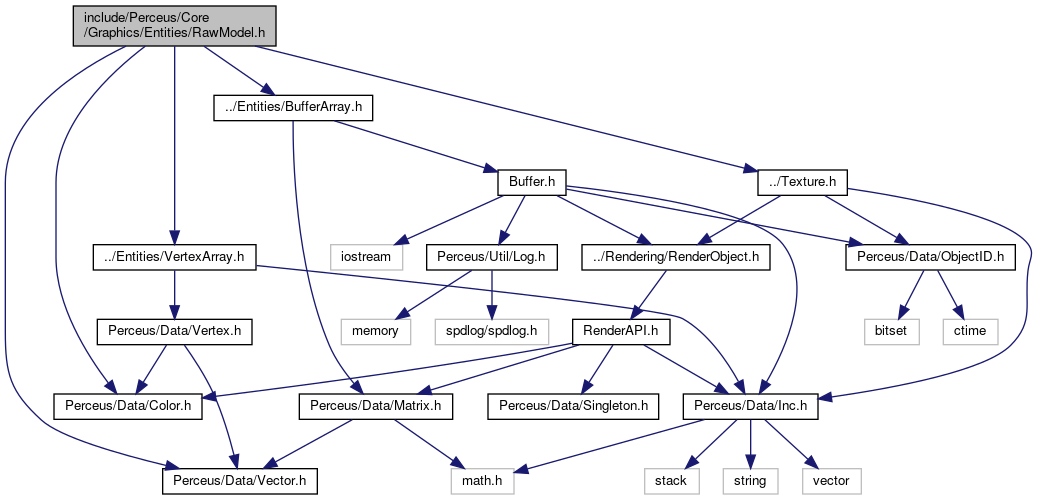 include/Perceus/Core
/Graphics/Entities/RawModel.h
../Entities/BufferArray.h
Buffer.h
../Texture.h
../Entities/VertexArray.h
iostream
Perceus/Util/Log.h
../Rendering/RenderObject.h
Perceus/Data/ObjectID.h
Perceus/Data/Vertex.h
memory
spdlog/spdlog.h
RenderAPI.h
bitset
ctime
Perceus/Data/Color.h
Perceus/Data/Matrix.h
Perceus/Data/Singleton.h
Perceus/Data/Inc.h
Perceus/Data/Vector.h
math.h
stack
string
vector